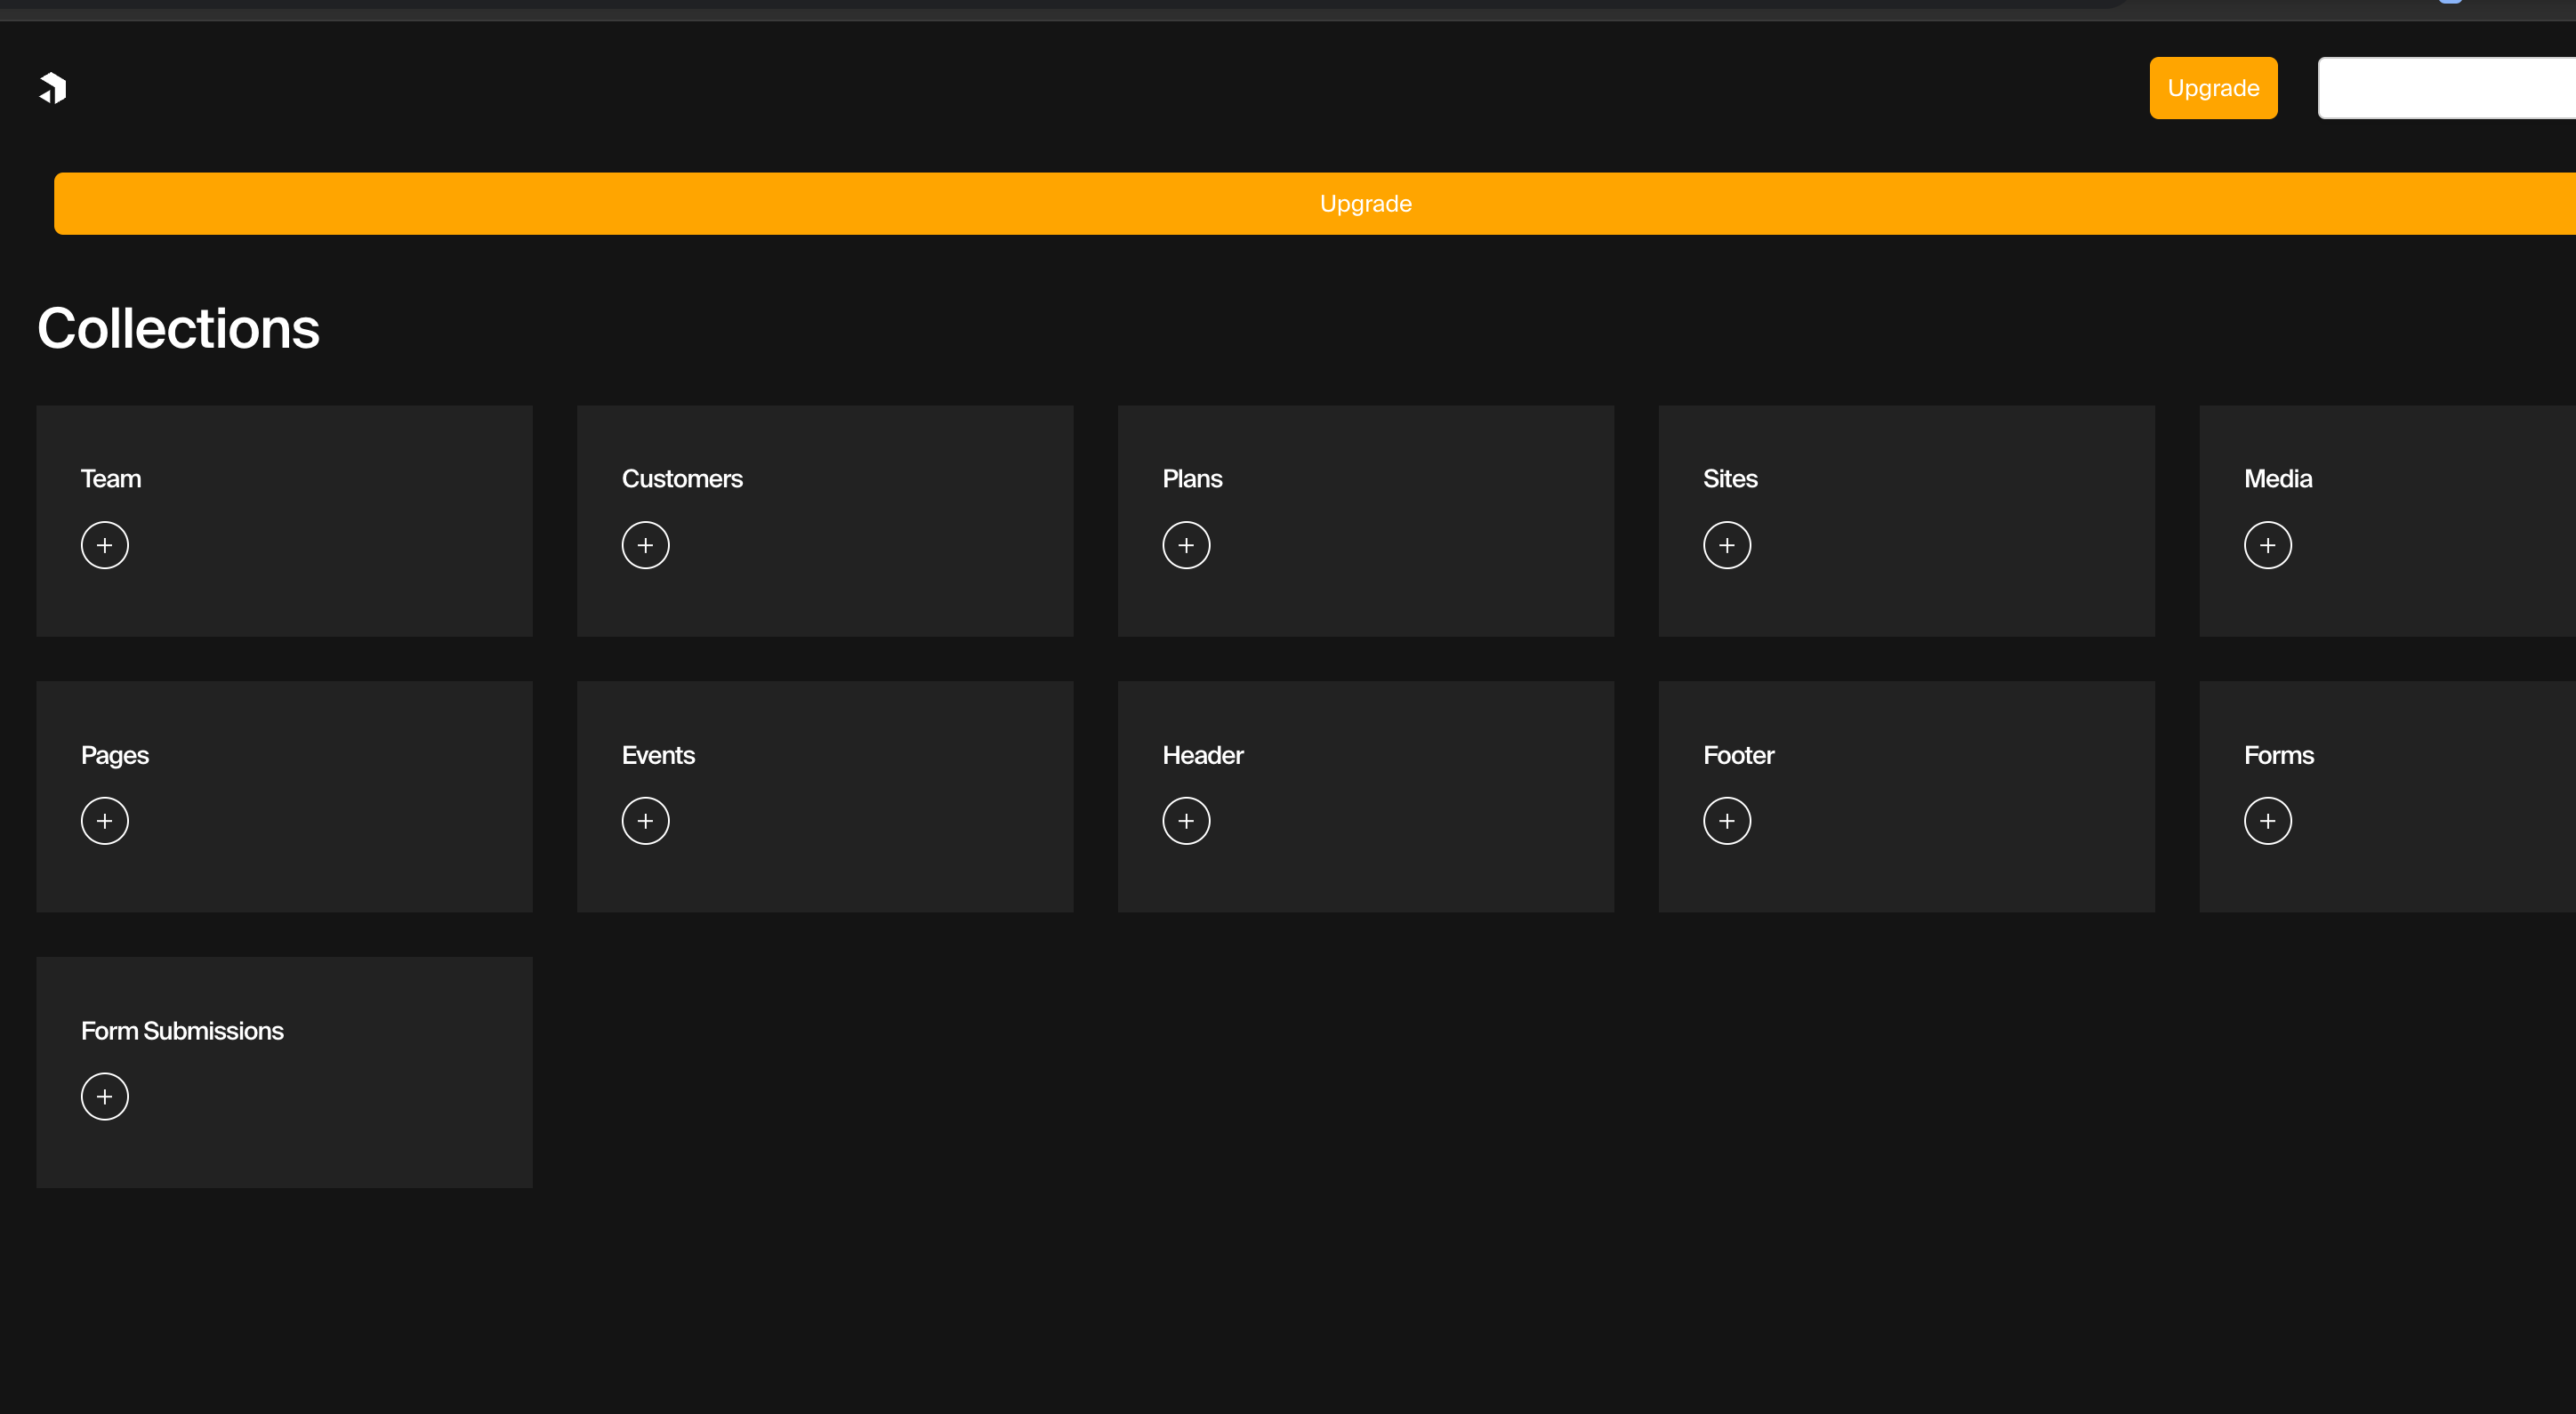 Upgrade
Upgrade
Collections
Team
Customers
Plans
Sites
Media
Pages
Events
Header
Footer
Forms
Form Submissions